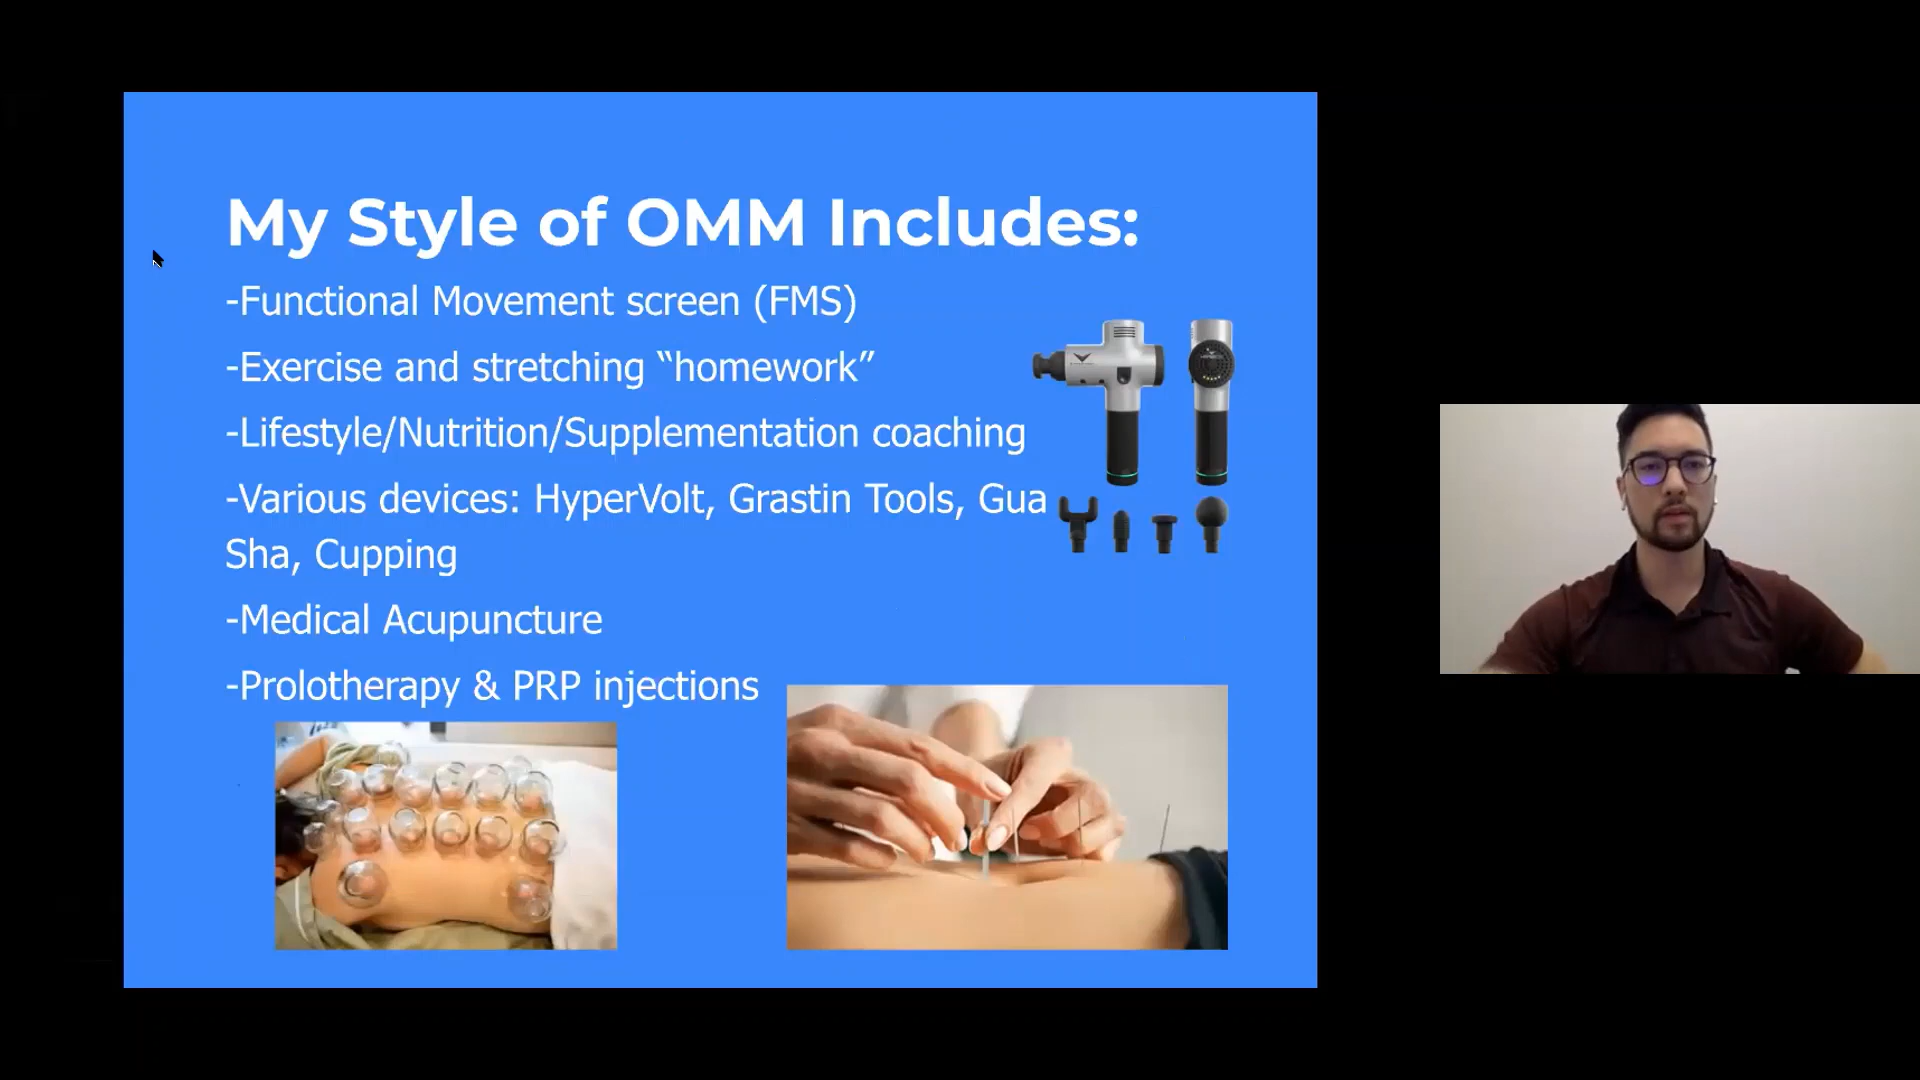 My Style of OMM Includes:
-Functional Movement screen (FMS)
-Exercise and stretching “homework”
-Lifestyle/Nutrition/Supplementation coaching
-Various devices: HyperVolt, Grastin Tools, Gua
Sha, Cupping
-Medical Acupuncture
-Prolotherapy & PRP injections